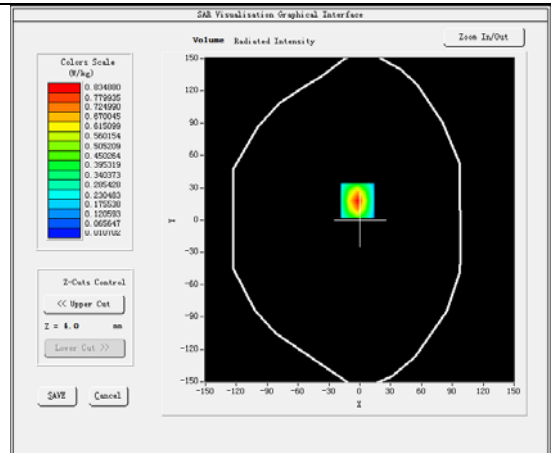 SAR Visualisation Graphical Interface
Volume Radiated Intensity
Zoom In/Out
Colors Scale
(W/kg)
0.834880
0.779935
0.724990
0.670045
0.615099
0.560154
0.505209
0.450264
0.395319
0.340373
0.285428
0.230483
0.175538
0.120593
0.065647
0.010702
Z-Cuts Control
<< Upper Cut
Z = 4.0 mm
Lower Cut >>
SAVE Cancel
150
120
90
60
30
0
-30
-60
-90
-120
-150
Y
-150 -120 -90 -60 -30 0 30 60 90 120 150
X